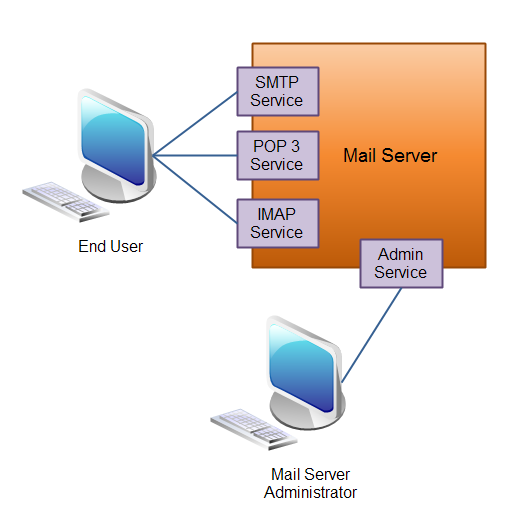 SMTP
Service
POP 3
Service
Mail Server
IMAP
Service
End User
Admin
Service
Mail Server
Administrator